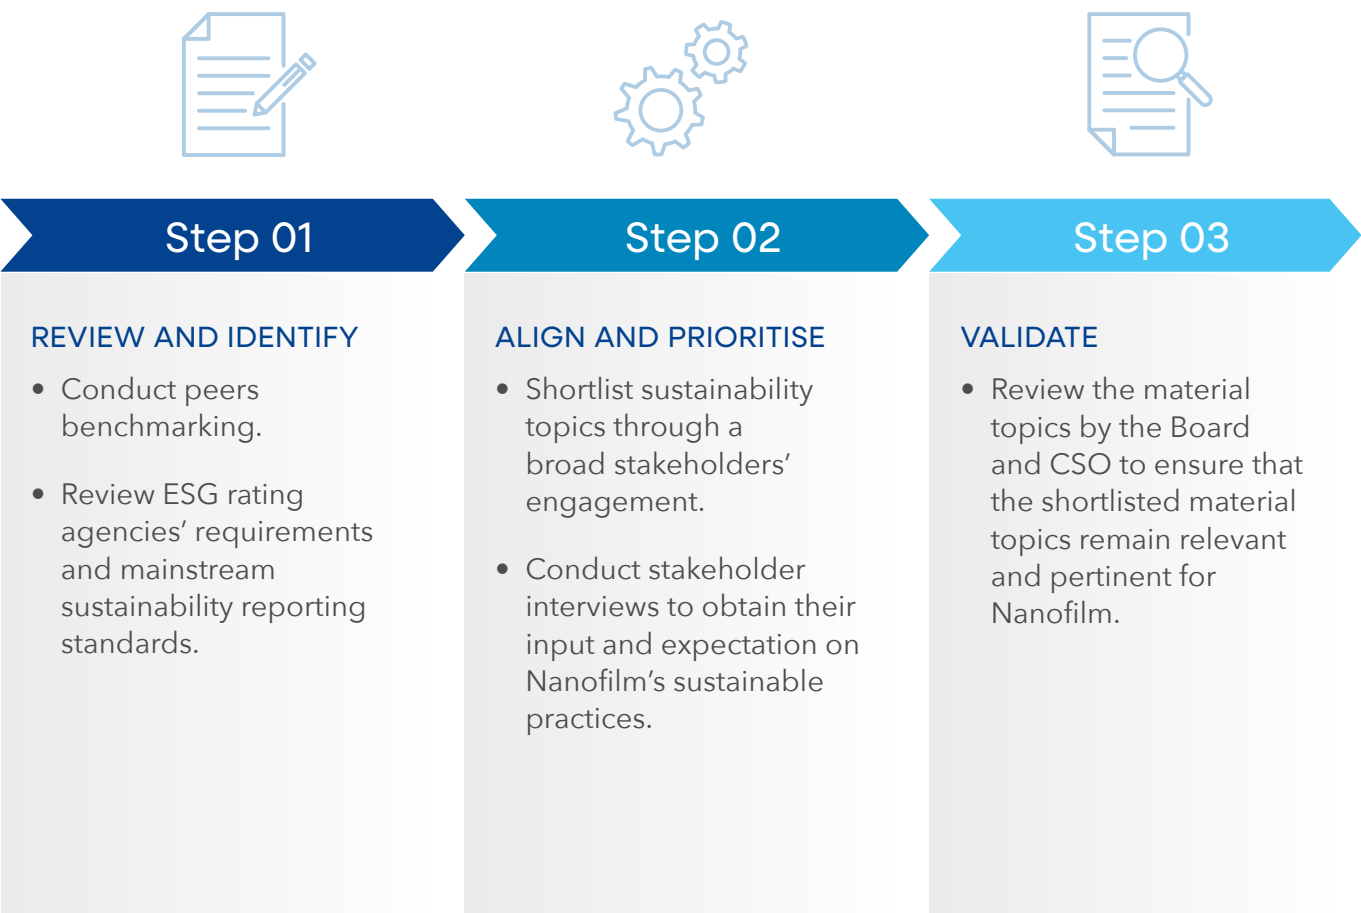 Step 01
REVIEW AND IDENTIFY
• Conduct peers
benchmarking.
• Review ESG rating
agencies’ requirements
and mainstream
sustainability reporting
standards.
Step 02
ALIGN AND PRIORITISE
• Shortlist sustainability
topics through a
broad stakeholders’
engagement.
• Conduct stakeholder
interviews to obtain their
input and expectation on
Nanofilm’s sustainable
practices.
Step 03
VALIDATE
• Review the material
topics by the Board
and CSO to ensure that
the shortlisted material
topics remain relevant
and pertinent for
Nanofilm.